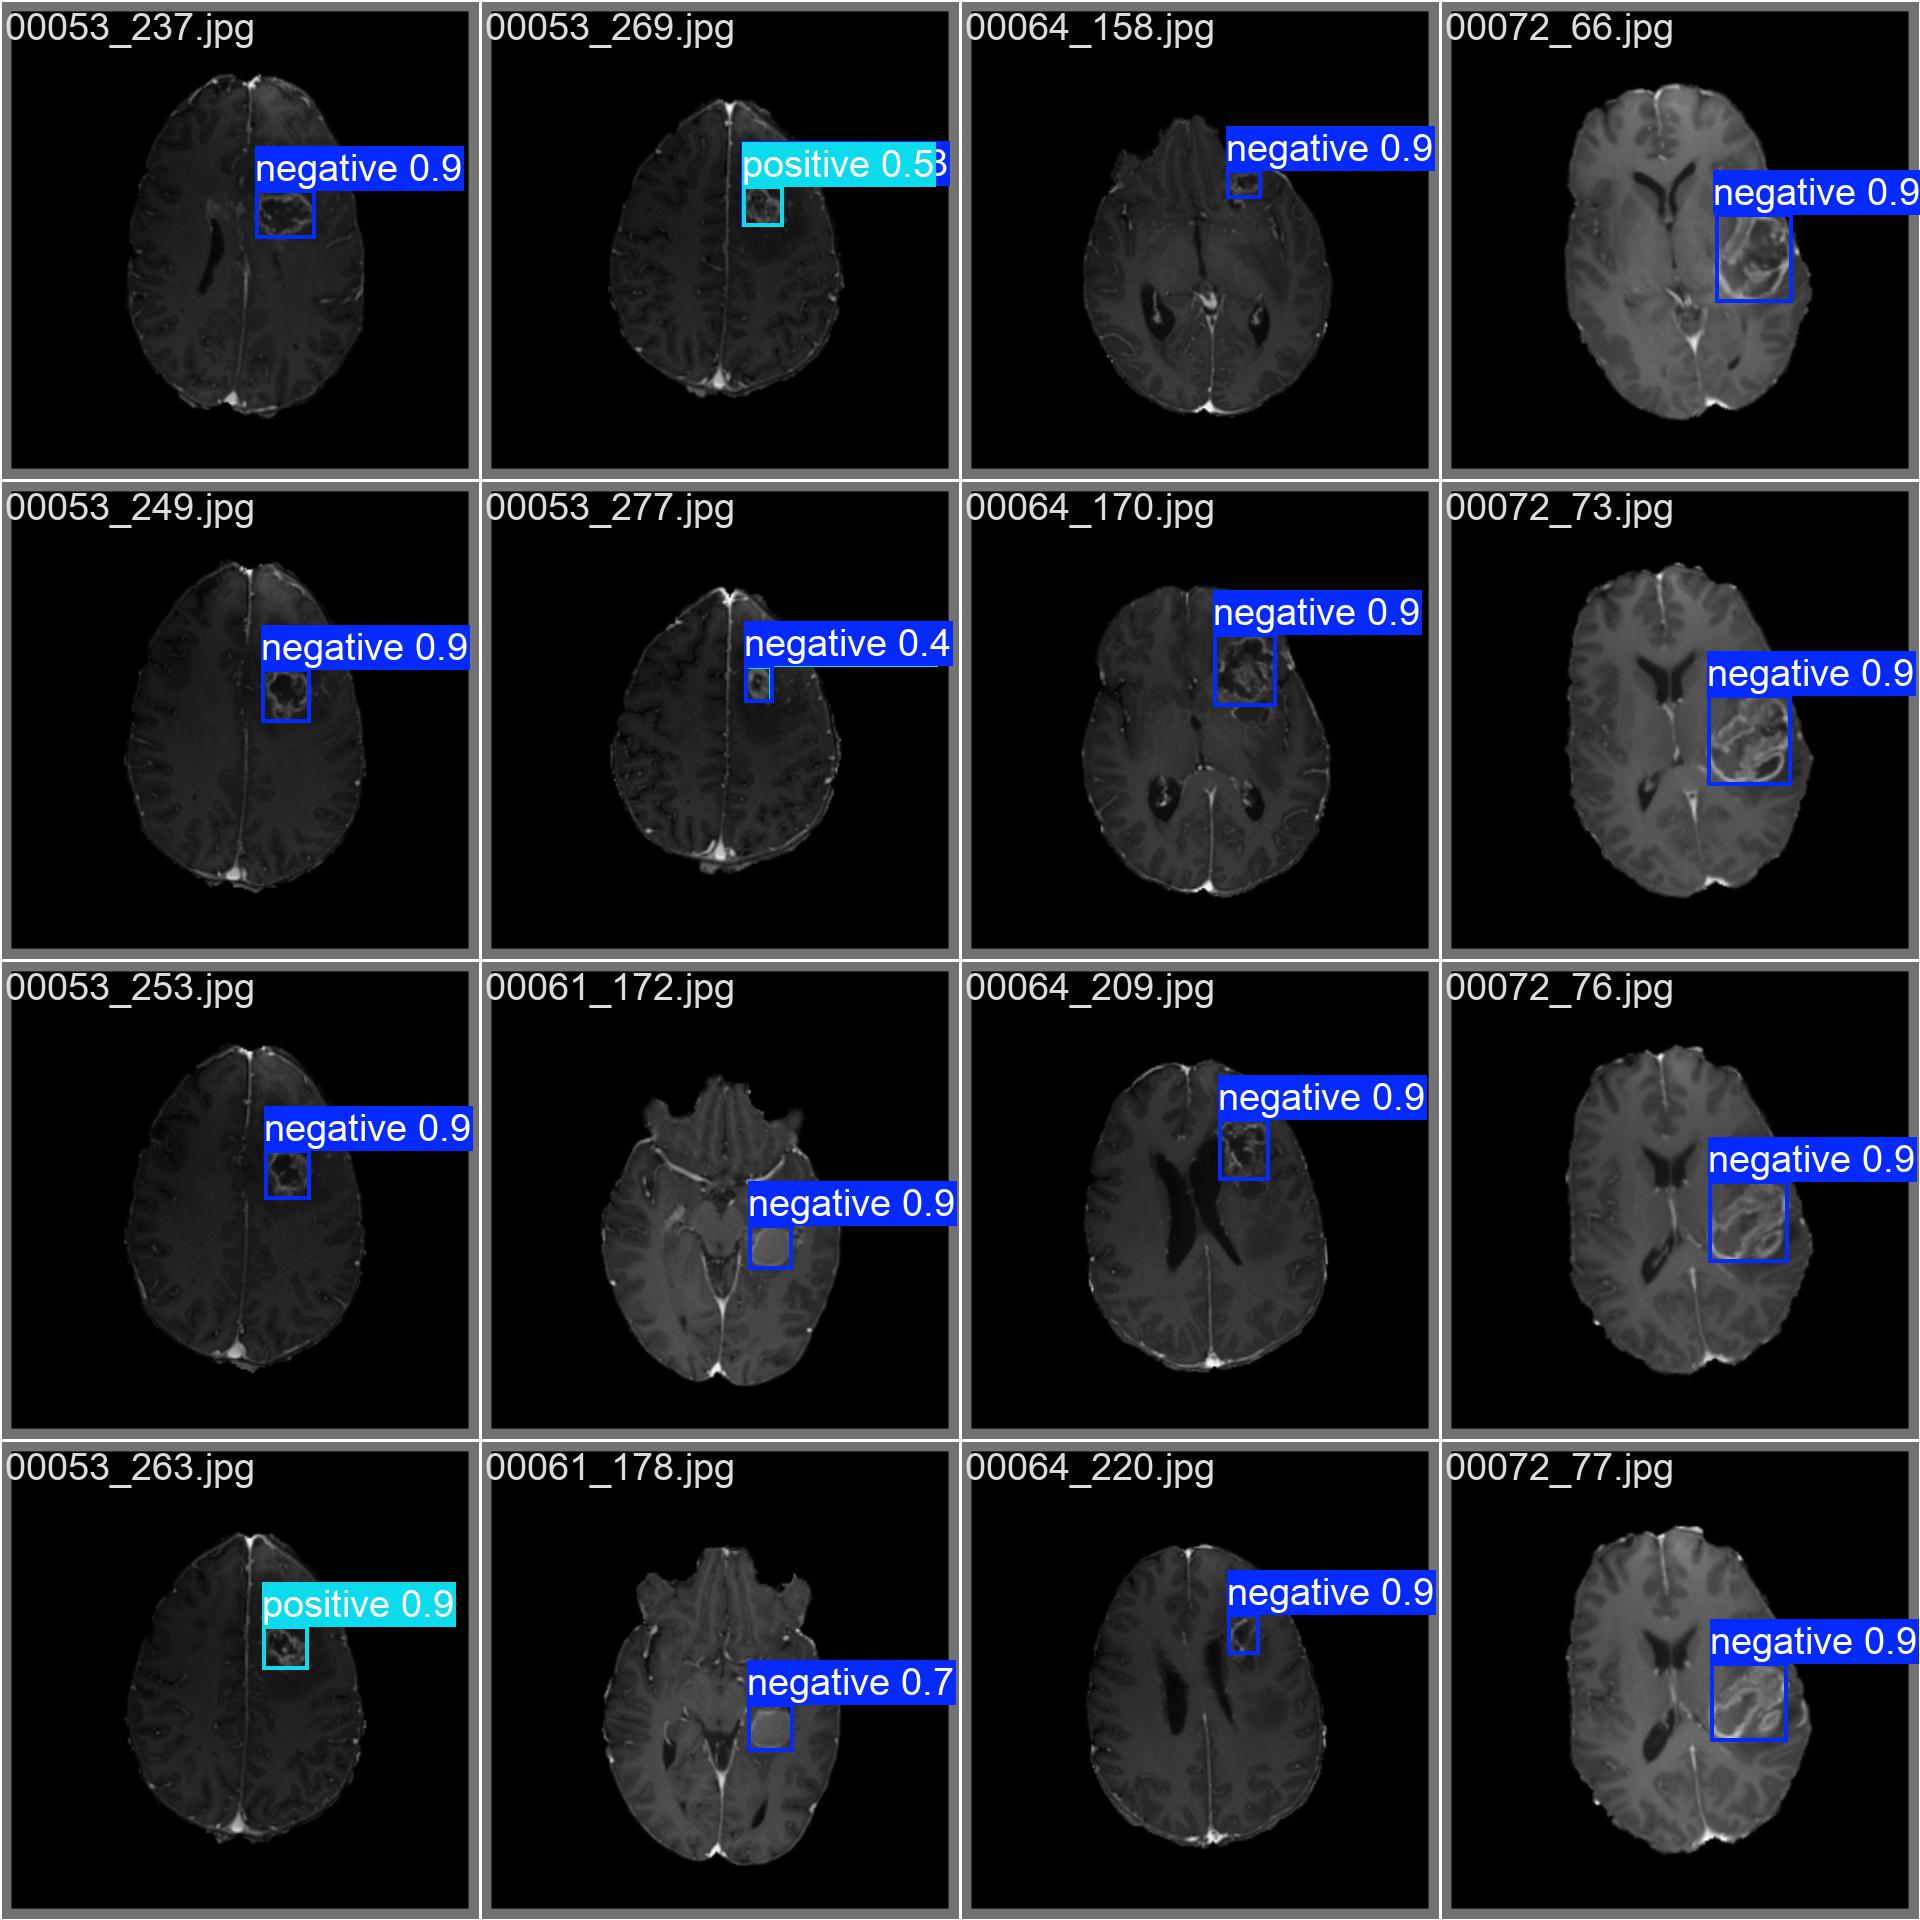 00053_237.jpg
negative 0.9
00053_269.jpg
positive 0.5
00064_158.jpg
negative 0.9
00072_66.jpg
negative 0.9
00053_249.jpg
negative 0.9
00053_277.jpg
negative 0.4
00064_170.jpg
negative 0.9
00072_73.jpg
negative 0.9
00053_253.jpg
negative 0.9
00061_172.jpg
negative 0.9
00064_209.jpg
negative 0.9
00072_76.jpg
negative 0.9
00053_263.jpg
positive 0.9
00061_178.jpg
negative 0.7
00064_220.jpg
negative 0.9
00072_77.jpg
negative 0.9